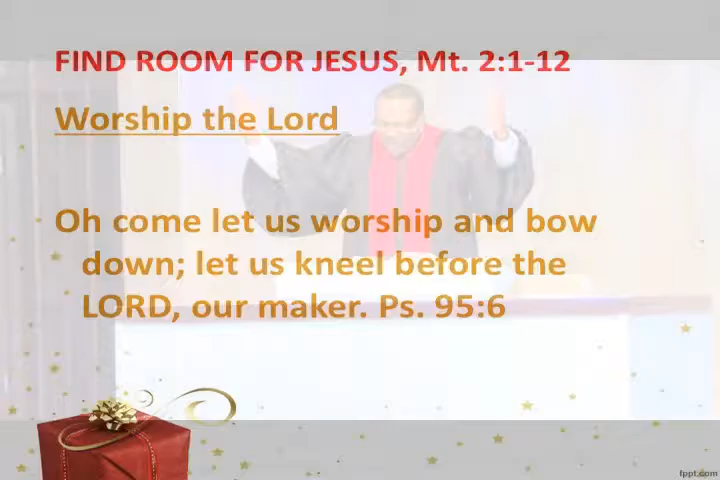 FIND ROOM FOR JESUS, Mt. 2:1-12
Worship the Lord
Oh come let us worship and bow
down; let us kneel before the
LORD, our maker. Ps. 95:6
fppt.com